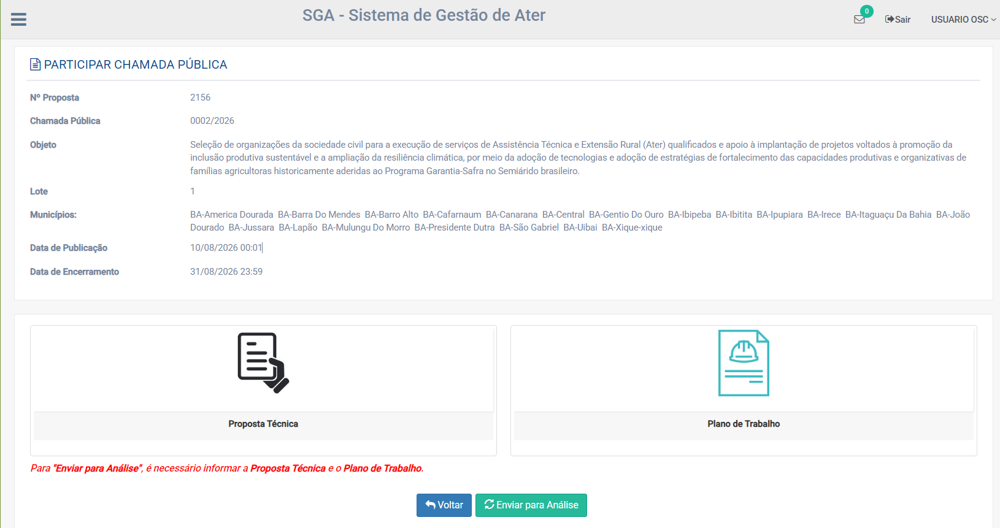 SGA - Sistema de Gestão de Ater
0
Sair
USUARIO OSC
PARTICIPAR CHAMADA PÚBLICA
Nº Proposta 2156
Chamada Pública 0002/2026
Objeto Seleção de organizações da sociedade civil para a execução de serviços de Assistência Técnica e Extensão Rural (Ater) qualificados e apoio à implantação de projetos voltados à promoção da
inclusão produtiva sustentável e a ampliação da resiliência climática, por meio da adoção de tecnologias e adoção de estratégias de fortalecimento das capacidades produtivas e organizativas de
famílias agricultoras historicamente aderidas ao Programa Garantia-Safra no Semiárido brasileiro.
Lote 1
Municípios: BA-America Dourada BA-Barra Do Mendes BA-Barro Alto BA-Cafarnaum BA-Canarana BA-Central BA-Gentio Do Ouro BA-Ibipeba BA-Ibitita BA-Ipupiara BA-Irece BA-Itaguaçu Da Bahia BA-João
Dourado BA-Jussara BA-Lapão BA-Mulungu Do Morro BA-Presidente Dutra BA-São Gabriel BA-Uibai BA-Xique-xique
Data de Publicação 10/08/2026 00:01
Data de Encerramento 31/08/2026 23:59
Proposta Técnica
Plano de Trabalho
Para "Enviar para Análise", é necessário informar a Proposta Técnica e o Plano de Trabalho.
Voltar
Enviar para Análise